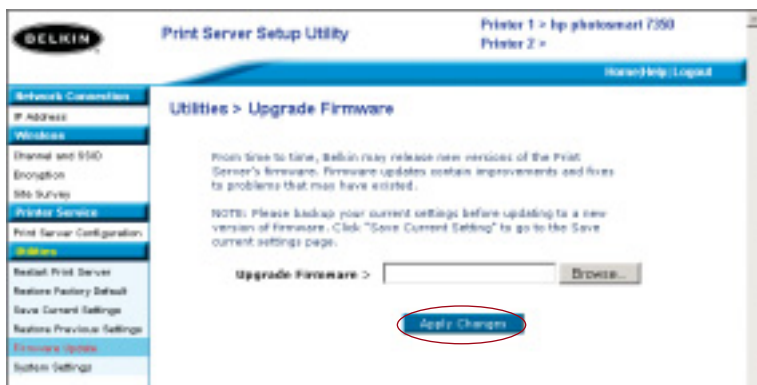 BELKIN
Print Server Setup Utility
Printer 1 > hp photosmart 7350
Printer 2 >
Home|Help|Logout
Network Connection
IP Address
Wireless
Channel and SSID
Encryption
Site Survey
Printer Service
Print Server Configuration
Utilities
Restart Print Server
Restore Factory Default
Save Current Settings
Restore Previous Settings
Firmware Update
System Settings
Utilities > Upgrade Firmware
From time to time, Belkin may release new versions of the Print
Server's firmware. Firmware updates contain improvements and fixes
to problems that may have existed.
NOTE: Please backup your current settings before updating to a new
version of firmware. Click "Save Current Setting" to go to the Save
current settings page.
Upgrade Firmware >
Browse...
Apply Changes